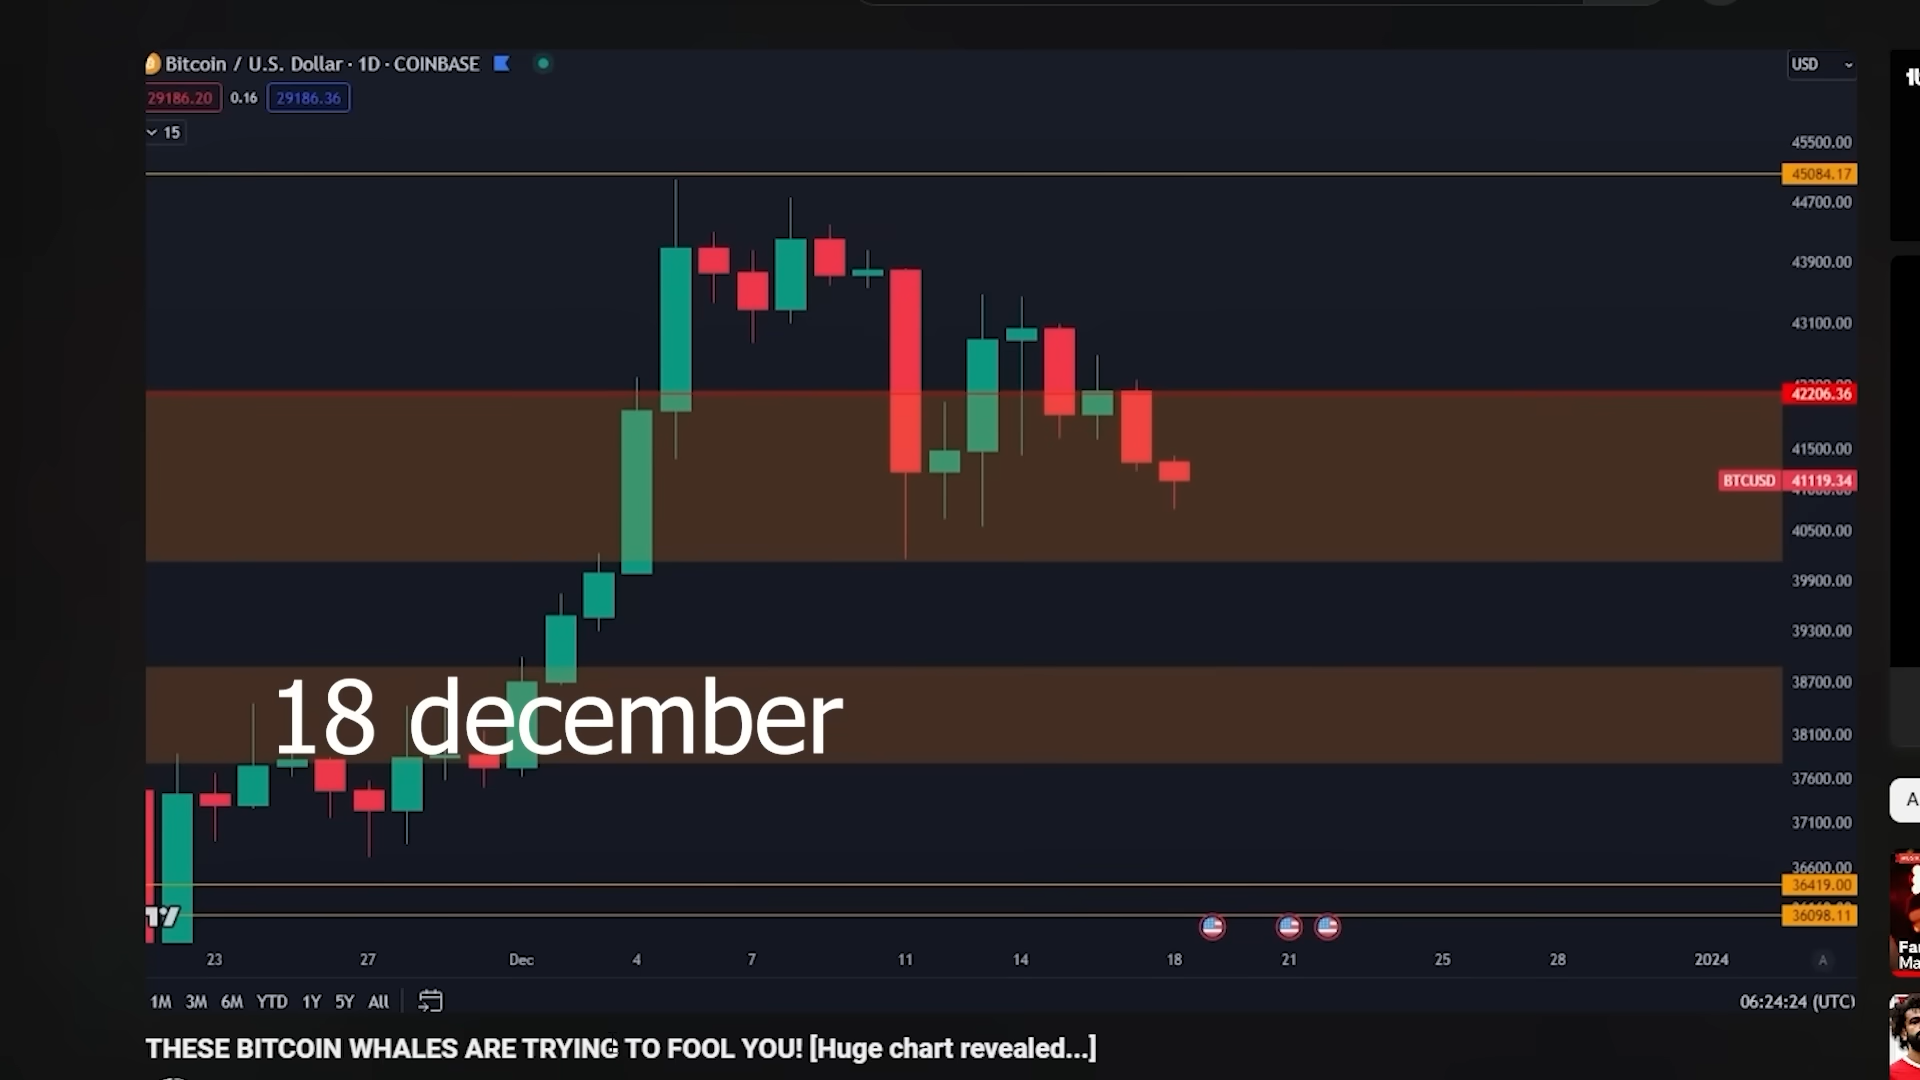 Bitcoin / U.S. Dollar · 1D · COINBASE
USD
29186.20 0.16 29186.36
15
45500.00
45084.17
44700.00
43900.00
43100.00
42206.36
41500.00
BTCUSD 41119.34
40500.00
39900.00
39300.00
38700.00
18 december
38100.00
37600.00
37100.00
36600.00
36419.00
36098.11
23 27 Dec 4 7 11 14 18 21 25 28 2024 A
1M 3M 6M YTD 1Y 5Y All
06:24:24 (UTC)
THESE BITCOIN WHALES ARE TRYING TO FOOL YOU! [Huge chart revealed...]